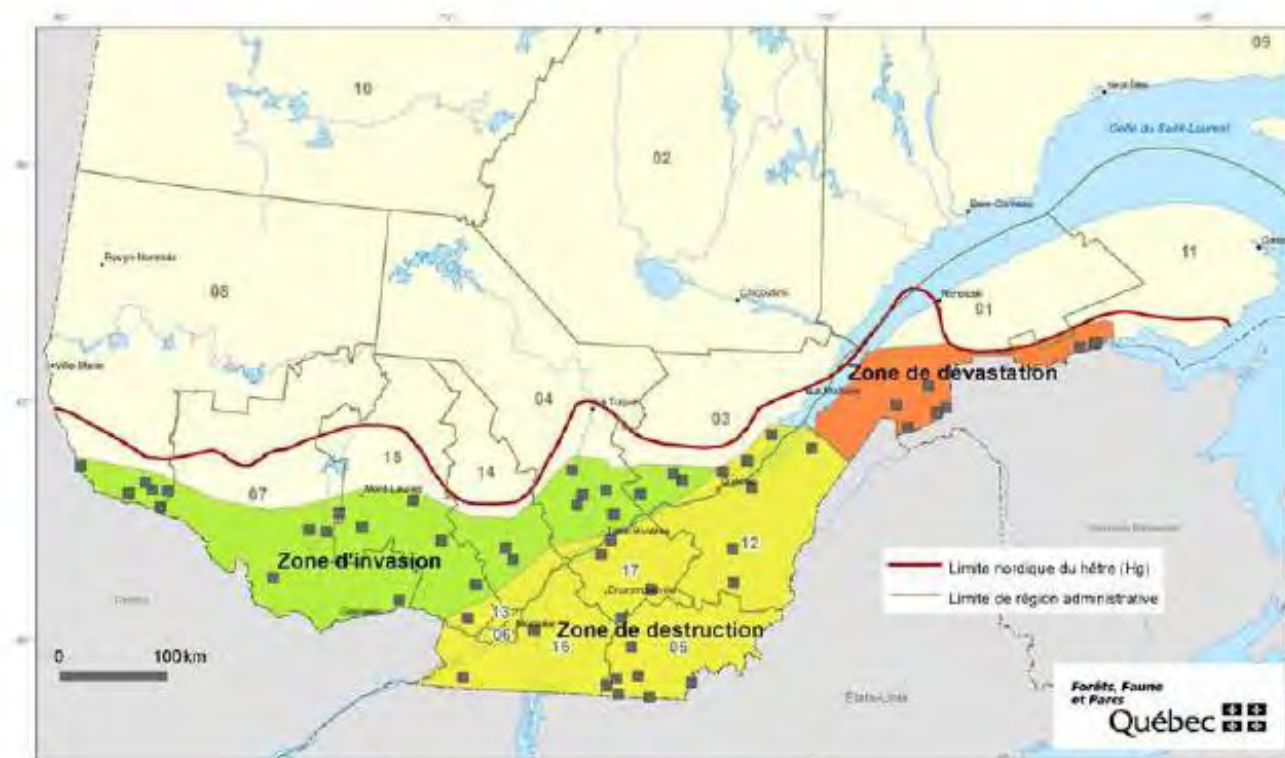 09
10
02
Golfe du Saint-Laurent
Baie-Comeau
11
Rouyn-Noranda
08
Chicoutimi
Rimouski
01
Ville-Marie
Zone de dévastation
La Tuque
04
03
15
14
07
Mont-Laurier
Québec
Trois-Rivières
12
Zone d'invasion
17
Drummondville
Limite nordique du hêtre (Hg)
Limite de région administrative
13
06
Zone de destruction
16
05
0 100km
États-Unis
Forêts, Faune
et Parcs
Québec